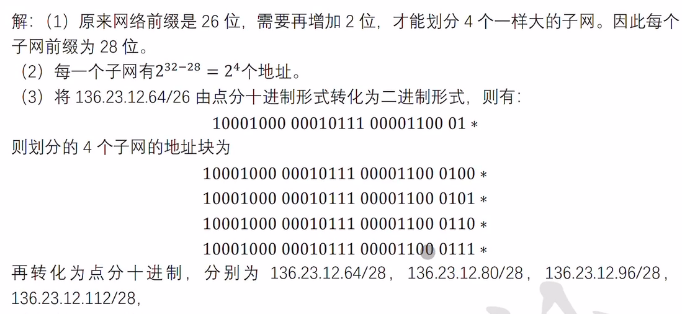 解：（1）原来网络前缀是 26 位，需要再增加 2 位，才能划分 4 个一样大的子网。因此每个
子网前缀为 28 位。
（2）每一个子网有2^{32−28} = 2^4个地址。
（3）将 136.23.12.64/26 由点分十进制形式转化为二进制形式，则有：
10001000 00010111 00001100 01 *
则划分的 4 个子网的地址块为
10001000 00010111 00001100 0100 *
10001000 00010111 00001100 0101 *
10001000 00010111 00001100 0110 *
10001000 00010111 00001100 0111 *
再转化为点分十进制，分别为 136.23.12.64/28，136.23.12.80/28，136.23.12.96/28，
136.23.12.112/28，